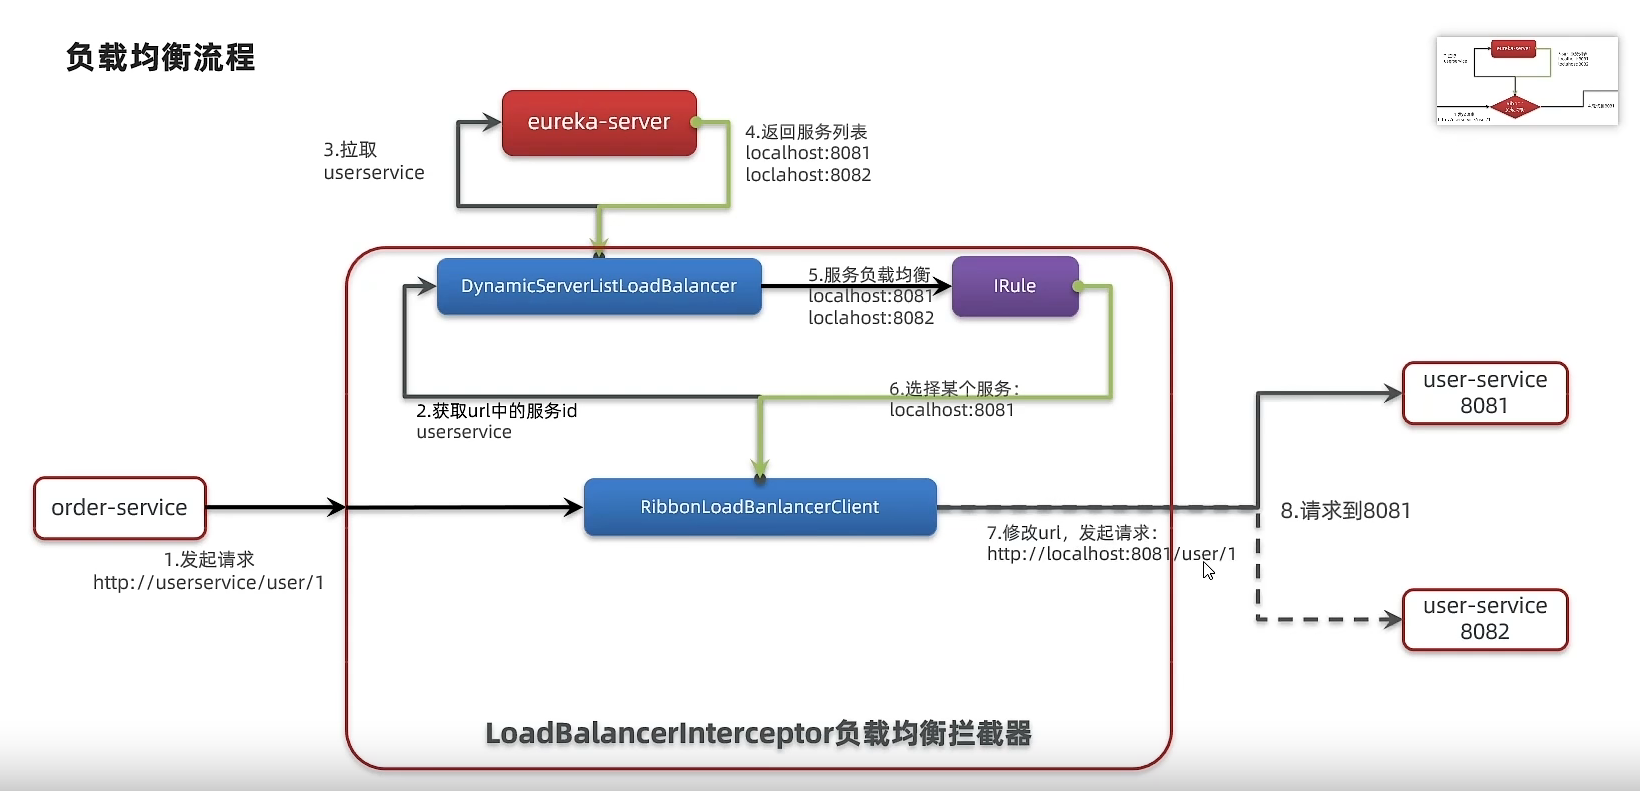 负载均衡流程
eureka-server
3.拉取
userservice
4.返回服务列表
localhost:8081
loclahost:8082
DynamicServerListLoadBalancer
5.服务负载均衡
localhost:8081
loclahost:8082
IRule
2.获取url中的服务id
userservice
6.选择某个服务：
localhost:8081
user-service
8081
order-service
1.发起请求
http://userservice/user/1
RibbonLoadBanlancerClient
7.修改url，发起请求：
http://localhost:8081/user/1
8.请求到8081
user-service
8082
LoadBalancerInterceptor负载均衡拦截器